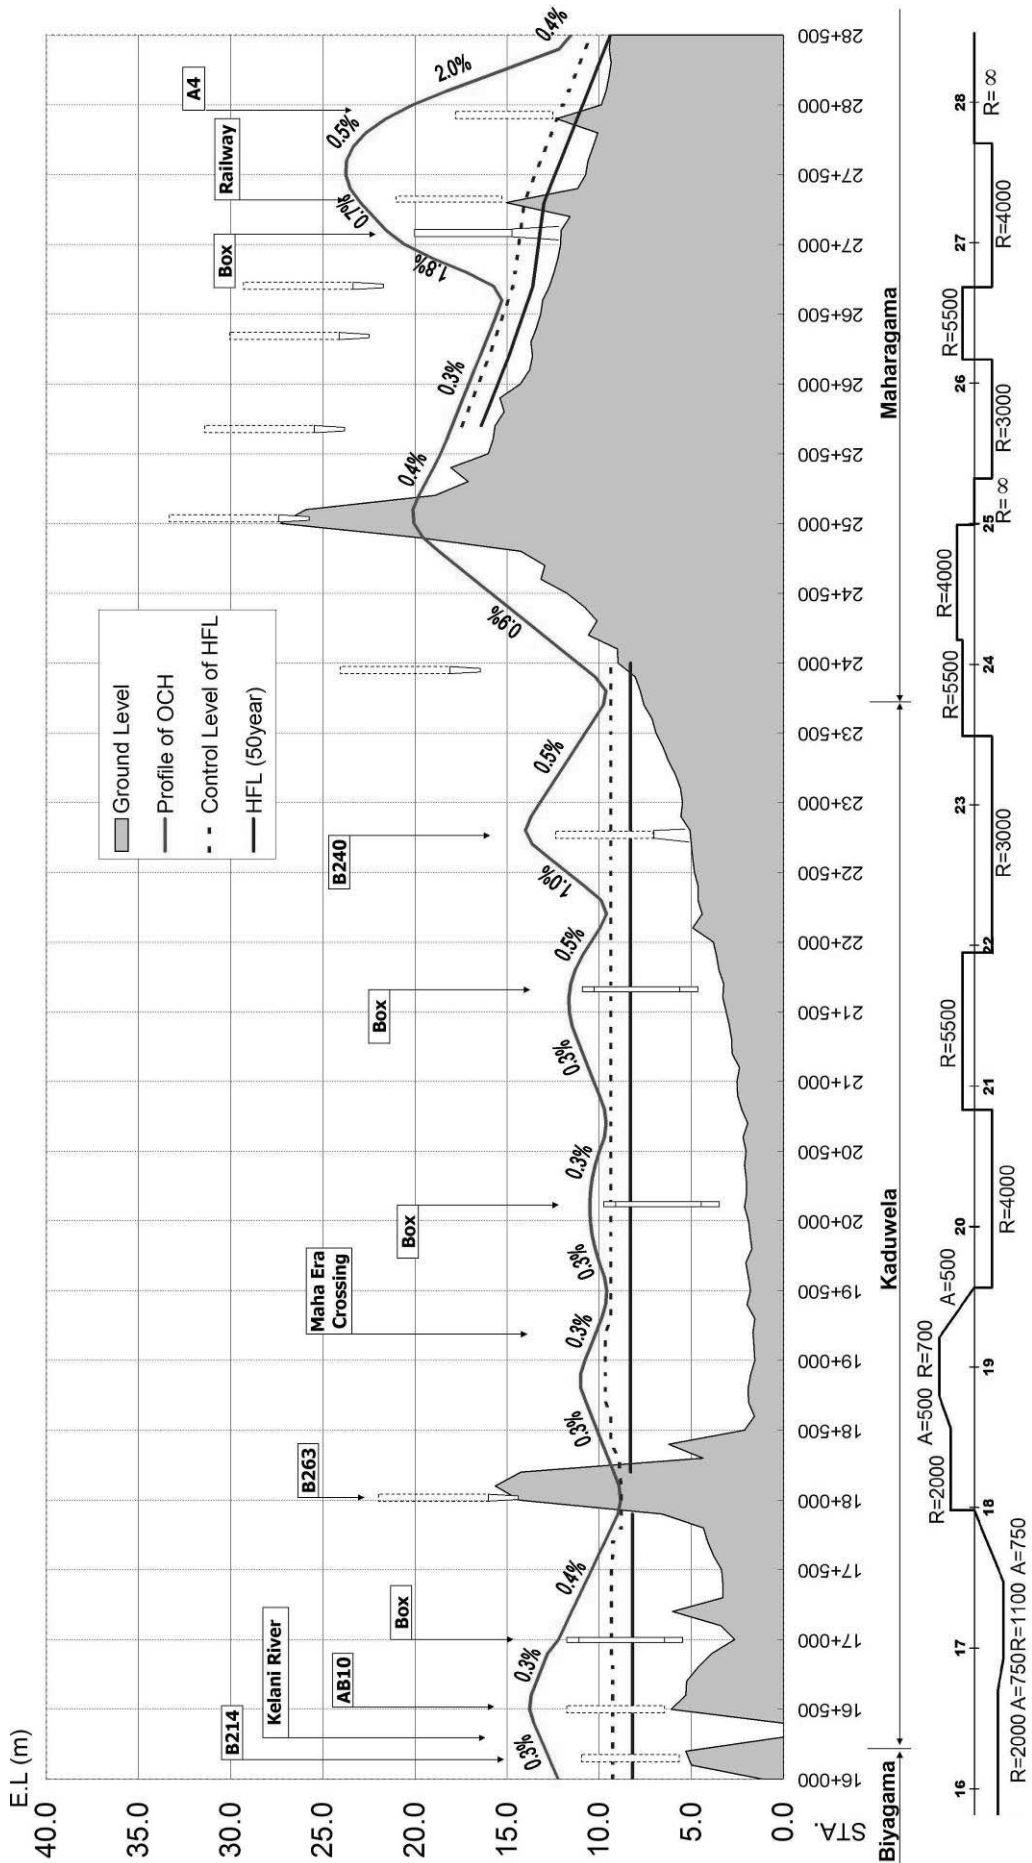 E.L (m)
40.0
35.0
30.0
25.0
20.0
15.0
10.0
5.0
0.0
Ground Level
Profile of OCH
Control Level of HFL
HFL (50year)
B214
Kelani River
AB10
Box
B263
Maha Era
Crossing
Box
Box
B240
Box
Railway
A4
0.3%
0.3%
0.4%
0.3%
0.3%
0.3%
0.3%
0.3%
0.5%
1.0%
0.5%
0.9%
0.4%
0.3%
1.8%
0.7%
0.5%
2.0%
0.4%
STA.
16+000
16+500
17+000
17+500
18+000
18+500
19+000
19+500
20+000
20+500
21+000
21+500
22+000
22+500
23+000
23+500
24+000
24+500
25+000
25+500
26+000
26+500
27+000
27+500
28+000
28+500
Biyagama
Kaduwela
Maharagama
16
17
18
19
20
21
22
23
24
25
26
27
28
R=2000
A=750
R=1100
A=750
R=2000
A=500
R=700
A=500
R=4000
R=5500
R=3000
R=5500
R=4000
R=∞
R=3000
R=5500
R=4000
R=∞